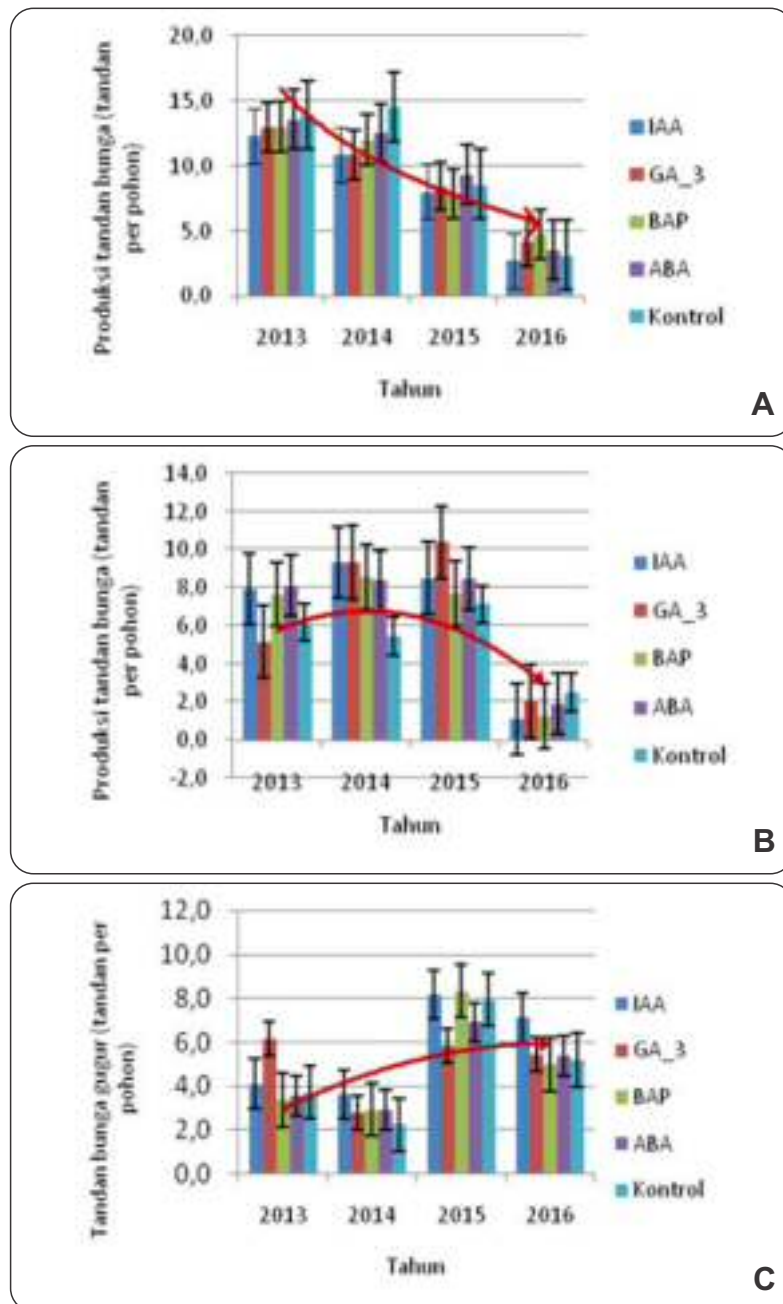 Produksi tandan bunga (tandan
per pohon)
20,0
15,0
10,0
5,0
0,0
2013 2014 2015 2016
Tahun
IAA
GA_3
BAP
ABA
Kontrol
A
Produksi tandan bunga (tandan
per pohon)
14,0
12,0
10,0
8,0
6,0
4,0
2,0
0,0
-2,0
2013 2014 2015 2016
Tahun
IAA
GA_3
BAP
ABA
Kontrol
B
Tandan bunga gugur (tandan per
pohon)
12,0
10,0
8,0
6,0
4,0
2,0
0,0
2013 2014 2015 2016
Tahun
IAA
GA_3
BAP
ABA
Kontrol
C